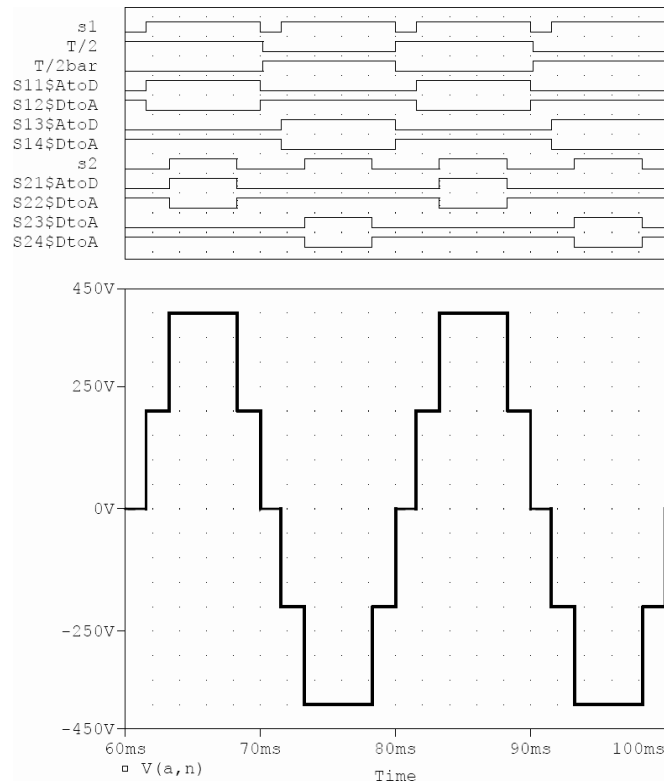 s1
T/2
T/2bar
S11$AtoD
S12$DtoA
S13$AtoD
S14$DtoA
s2
S21$AtoD
S22$DtoA
S23$DtoA
S24$DtoA
450V
250V
0V
-250V
-450V
60ms 70ms 80ms 90ms 100ms
V(a,n)
Time